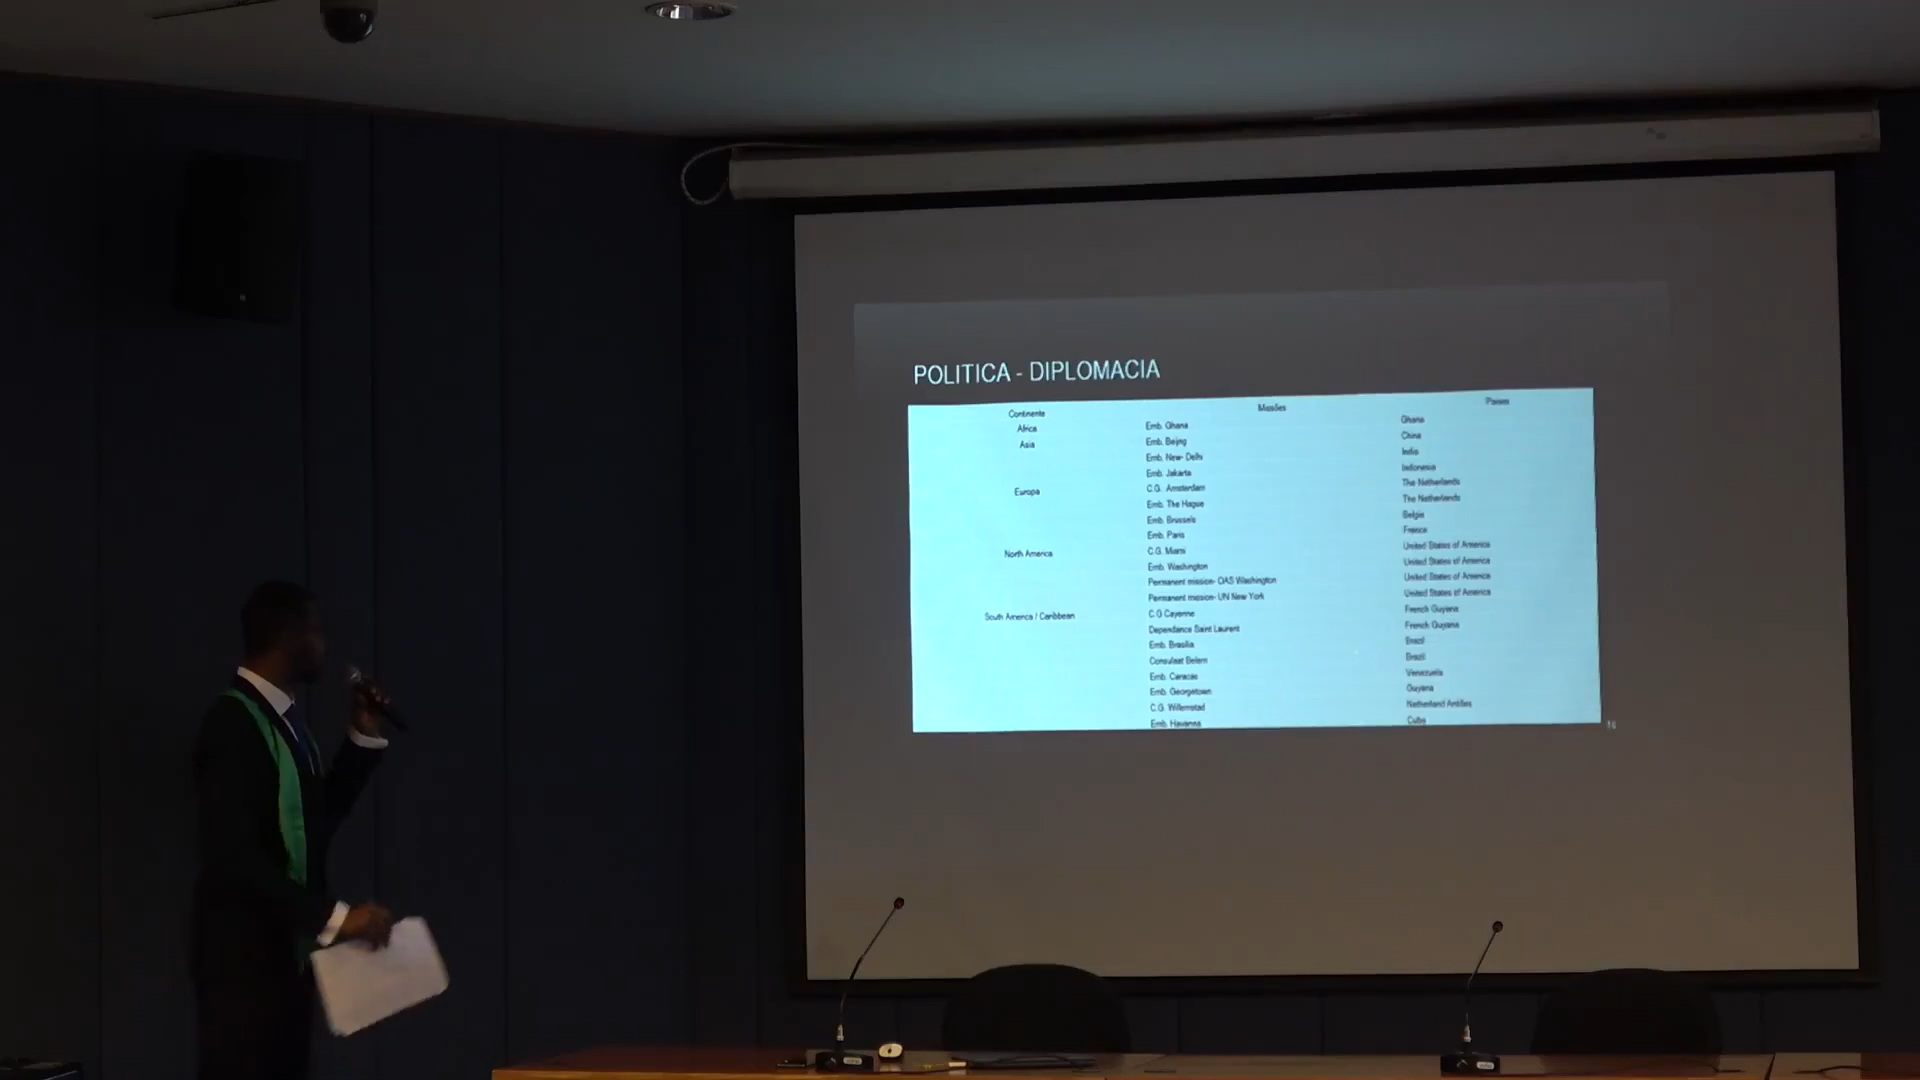 POLITICA - DIPLOMACIA
Continente Missões Paises
Africa Emb. Ghana Ghana
Asia Emb. Beijng China
Emb. New- Delhi India
Emb. Jakarta Indonesia
Europa C.G. Amsterdam The Netherlands
Emb. The Hague The Netherlands
Emb. Brussels Belgie
Emb. Paris France
North America C.G. Miami United States of America
Emb. Washington United States of America
Permanent mission- OAS Washington United States of America
Permanent mission- UN New York United States of America
South America / Caribbean C.G Cayenne French Guyana
Dependance Saint Laurent French Guyana
Emb. Brasilia Brazil
Consulaat Belem Brazil
Emb. Caracas Venezuela
Emb. Georgetown Guyana
C.G. Willemstad Netherland Antilles
Emb. Havanna Cuba